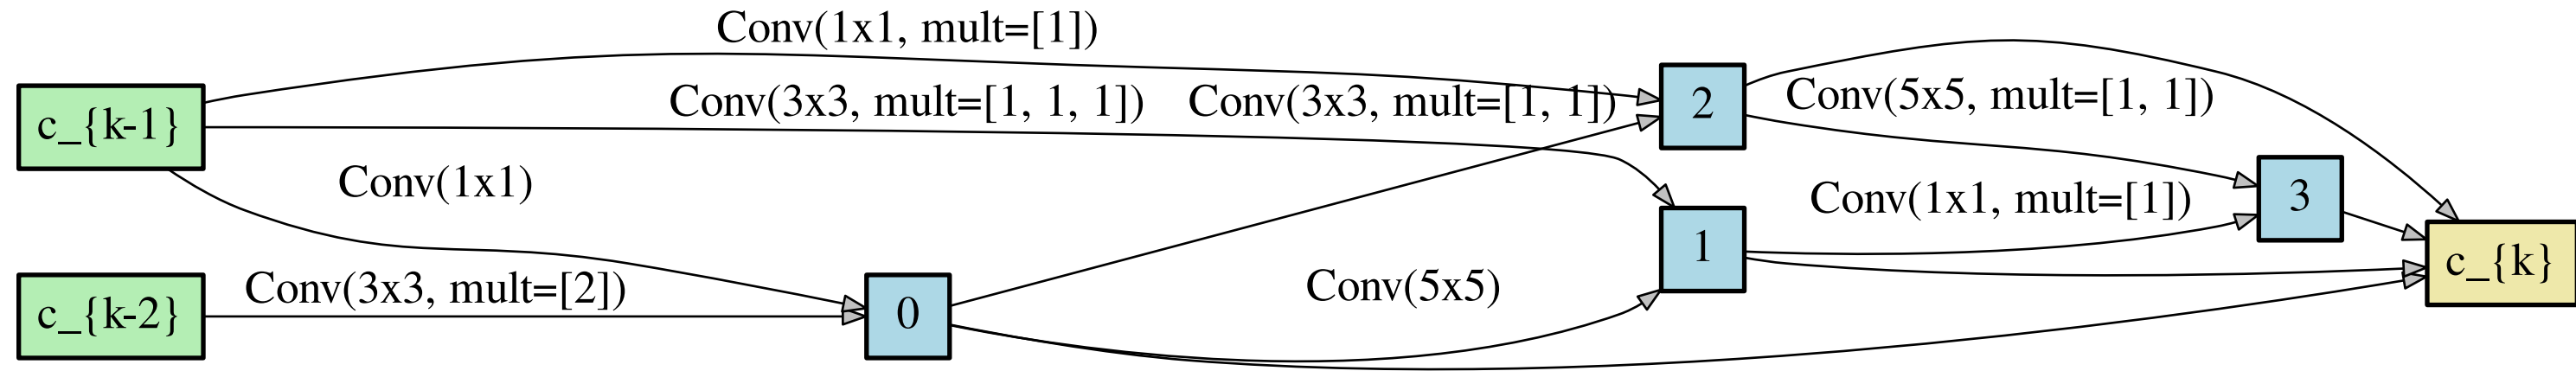 Conv(1x1, mult=[1])
Conv(3x3, mult=[1, 1, 1])
Conv(3x3, mult=[1, 1])
2
Conv(5x5, mult=[1, 1])
c_{k-1}
Conv(1x1)
Conv(1x1, mult=[1])
3
1
c_{k}
Conv(3x3, mult=[2])
Conv(5x5)
c_{k-2}
0